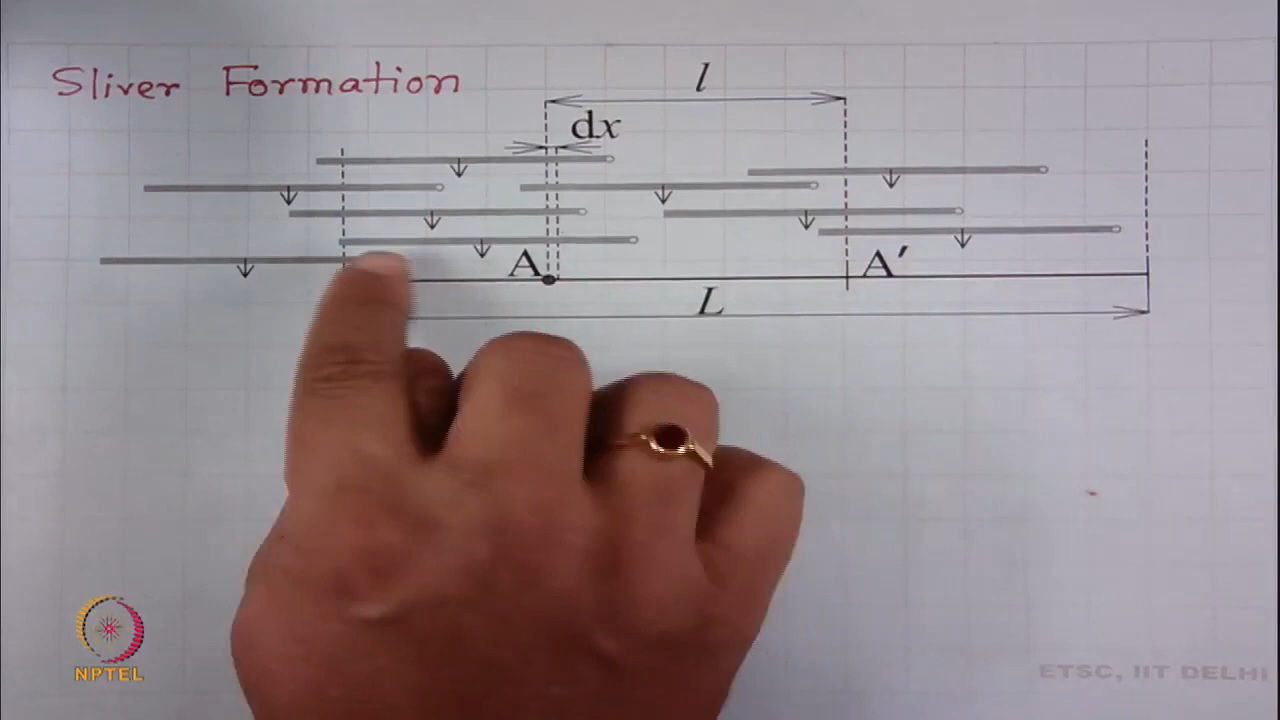 Sliver Formation
l
dx
A
A′
L
NPTEL
ETSC, IIT DELHI